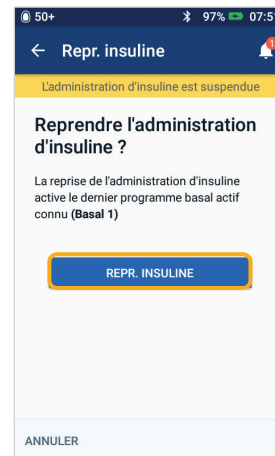 50+ 97% 07:51
Repr. insuline 1
L'administration d'insuline est suspendue
Reprendre l'administration
d'insuline ?
La reprise de l'administration d'insuline
active le dernier programme basal actif
connu (Basal 1)
REPR. INSULINE
ANNULER